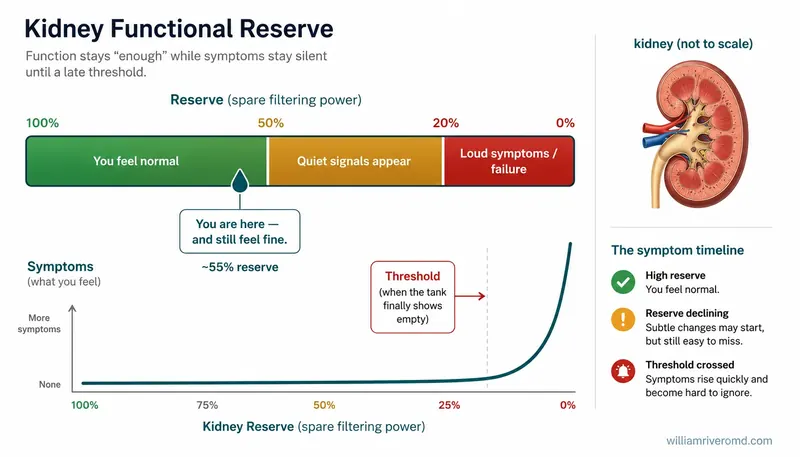 Kidney Functional Reserve
Function stays “enough” while symptoms stay silent
until a late threshold.
Reserve (spare filtering power)
100%
50%
20%
0%
You feel normal
Quiet signals appear
Loud symptoms /
failure
You are here —
and still feel fine.
~55% reserve
Symptoms
(what you feel)
More
symptoms
None
Threshold
(when the tank
finally shows
empty)
100%
75%
50%
25%
0%
Kidney Reserve (spare filtering power)
kidney (not to scale)
The symptom timeline
High reserve
You feel normal.
Reserve declining
Subtle changes may start,
but still easy to miss.
Threshold crossed
Symptoms rise quickly and
become hard to ignore.
williamriveromd.com